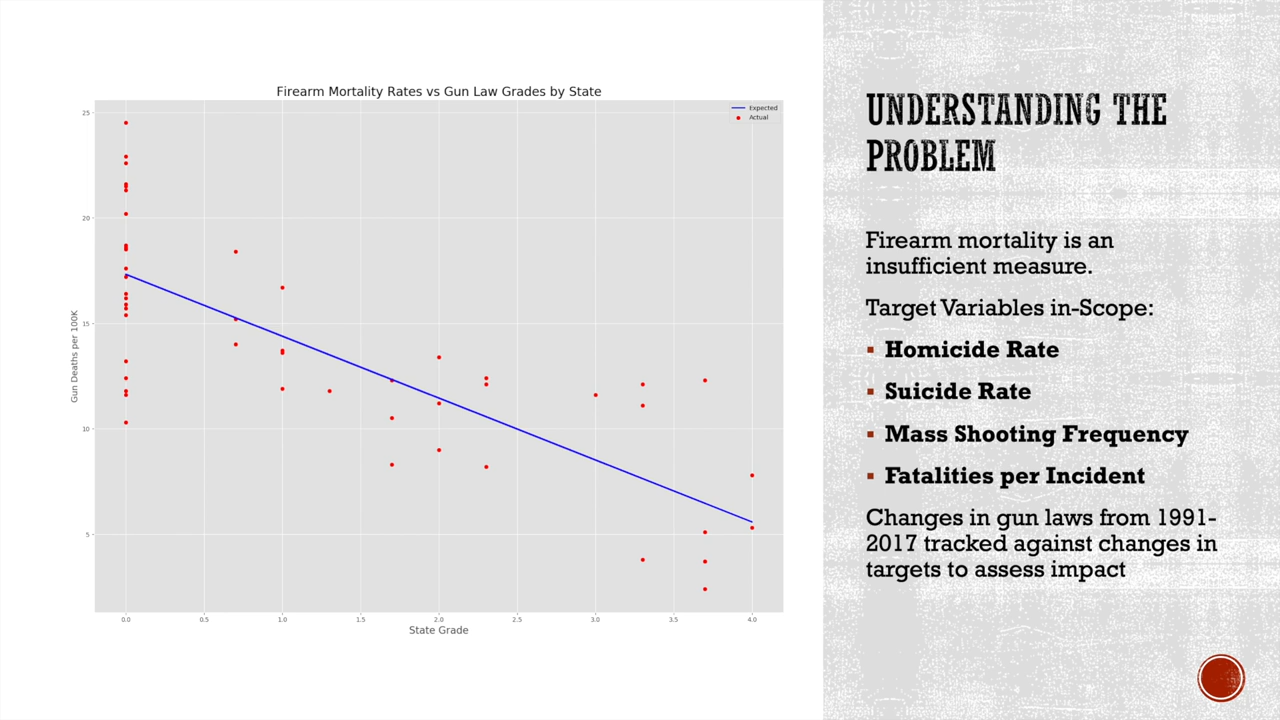 Firearm Mortality Rates vs Gun Law Grades by State
Expected
Actual
25
20
15
10
5
Gun Deaths per 100K
0.0 0.5 1.0 1.5 2.0 2.5 3.0 3.5 4.0
State Grade
UNDERSTANDING THE
PROBLEM
Firearm mortality is an
insufficient measure.
Target Variables in-Scope:
▪ Homicide Rate
▪ Suicide Rate
▪ Mass Shooting Frequency
▪ Fatalities per Incident
Changes in gun laws from 1991-
2017 tracked against changes in
targets to assess impact